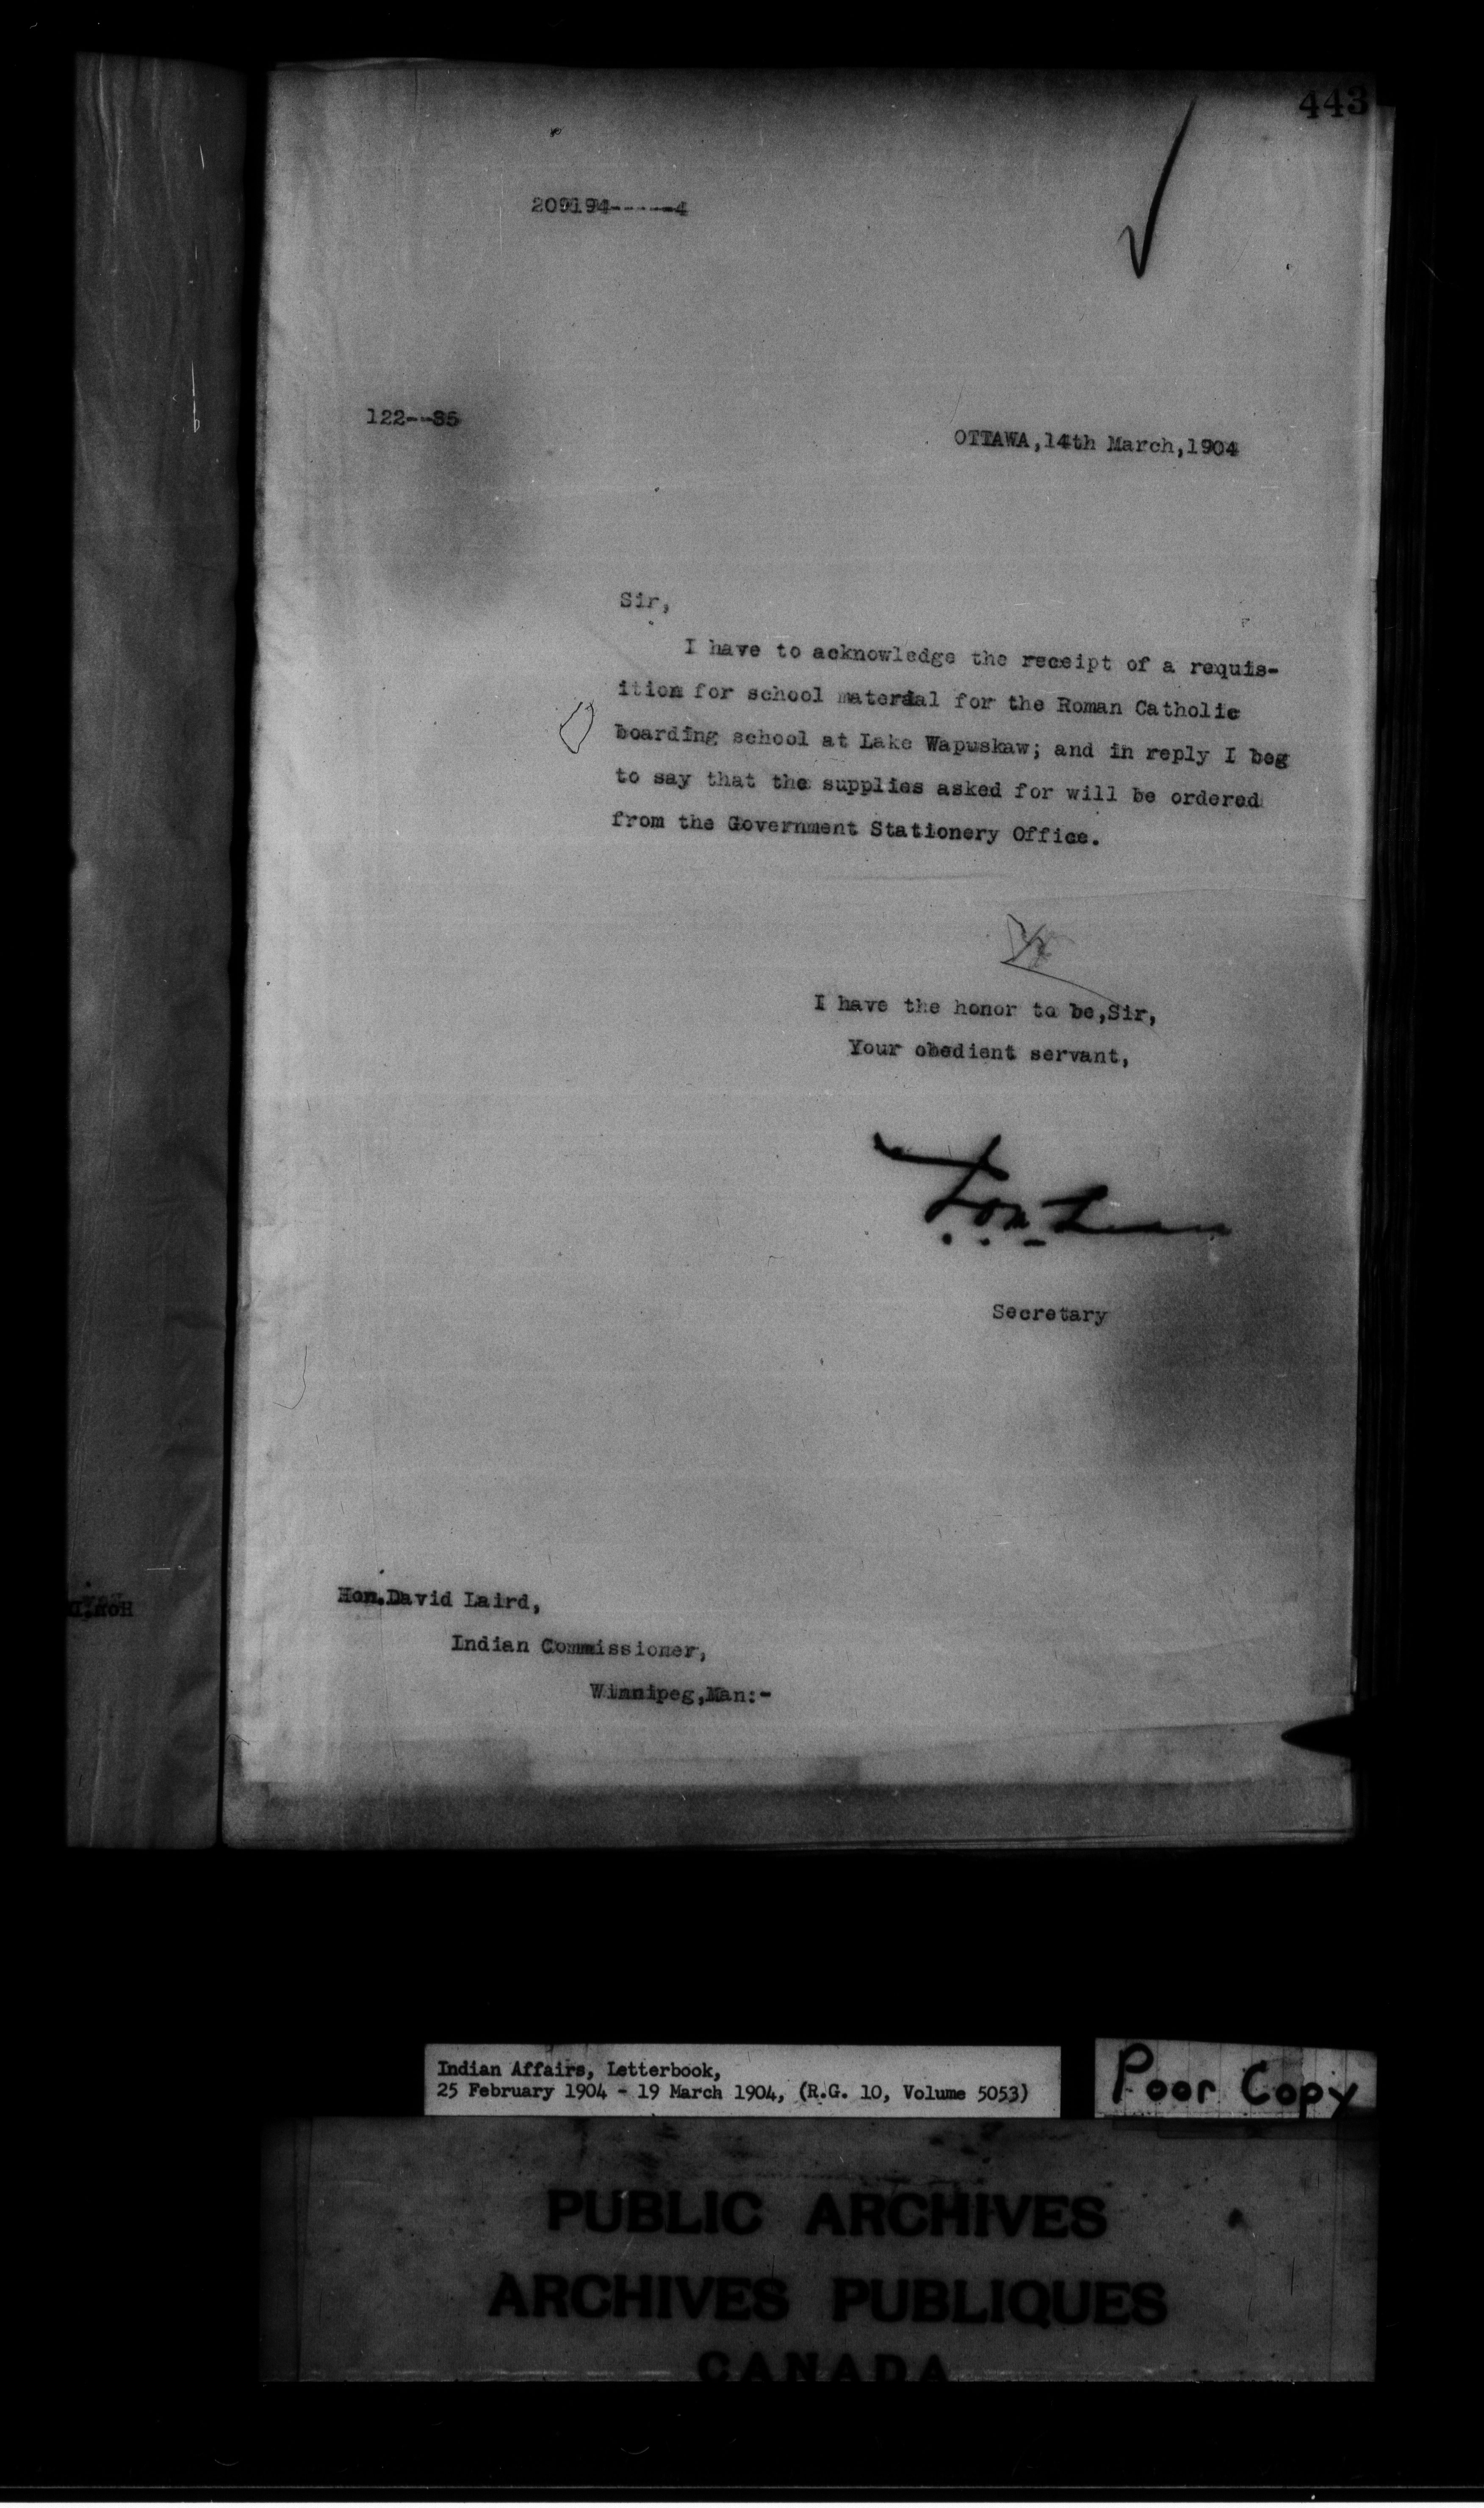 443
209194------4
122--35
OTTAWA,14th March,1904
Sir,
I have to acknowledge the receipt of a requis-
ition for school material for the Roman Catholic
boarding school at Lake Wapuskaw; and in reply I beg
to say that the supplies asked for will be ordered
from the Government Stationery Office.
I have the honor to be,Sir,
Your obedient servant,
Secretary
Hon.David Laird,
Indian Commissioner,
Winnipeg,Man:-
Indian Affairs, Letterbook,
25 February 1904 - 19 March 1904, (R.G. 10, Volume 5053)
Poor Copy
PUBLIC ARCHIVES
ARCHIVES PUBLIQUES
CANADA